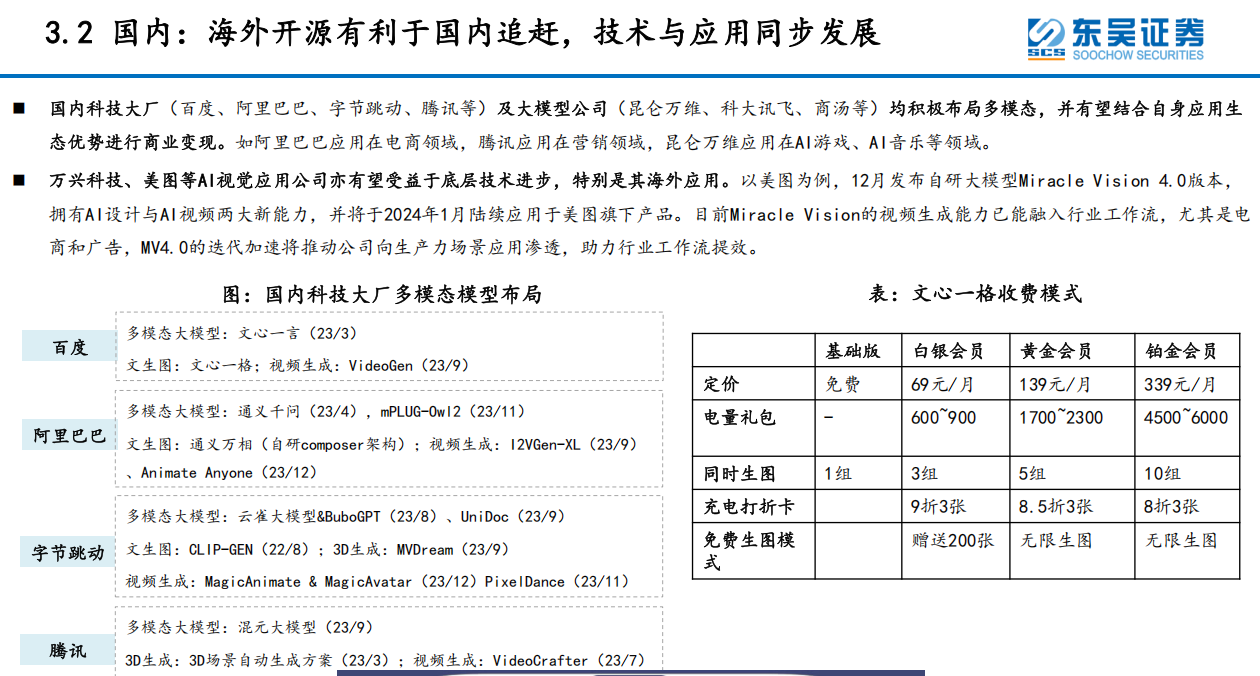 3.2 国内：海外开源有利于国内追赶，技术与应用同步发展
东吴证券
SCS SOOCHOW SECURITIES
■ 国内科技大厂（百度、阿里巴巴、字节跳动、腾讯等）及大模型公司（昆仑万维、科大讯飞、商汤等）均积极布局多模态，并有望结合自身应用生
态优势进行商业变现。如阿里巴巴应用在电商领域，腾讯应用在营销领域，昆仑万维应用在AI游戏、AI音乐等领域。
■ 万兴科技、美图等AI视觉应用公司亦有望受益于底层技术进步，特别是其海外应用。以美图为例，12月发布自研大模型Miracle Vision 4.0版本，
拥有AI设计与AI视频两大新能力，并将于2024年1月陆续应用于美图旗下产品。目前Miracle Vision的视频生成能力已能融入行业工作流，尤其是电
商和广告，MV4.0的迭代加速将推动公司向生产力场景应用渗透，助力行业工作流提效。
图：国内科技大厂多模态模型布局
百度
多模态大模型：文心一言（23/3）
文生图：文心一格；视频生成：VideoGen（23/9）
阿里巴巴
多模态大模型：通义千问（23/4）,mPLUG-Owl2（23/11）
文生图：通义万相（自研composer架构）；视频生成：I2VGen-XL（23/9）
、Animate Anyone（23/12）
字节跳动
多模态大模型：云雀大模型&BuboGPT（23/8）、UniDoc（23/9）
文生图：CLIP-GEN（22/8）；3D生成：MVDream（23/9）
视频生成：MagicAnimate & MagicAvatar（23/12）PixelDance（23/11）
腾讯
多模态大模型：混元大模型（23/9）
3D生成：3D场景自动生成方案（23/3）；视频生成：VideoCrafter（23/7）
表：文心一格收费模式
基础版 白银会员 黄金会员 铂金会员
定价 免费 69元/月 139元/月 339元/月
电量礼包 - 600~900 1700~2300 4500~6000
同时生图 1组 3组 5组 10组
充电打折卡 9折3张 8.5折3张 8折3张
免费生图模 赠送200张 无限生图 无限生图
式